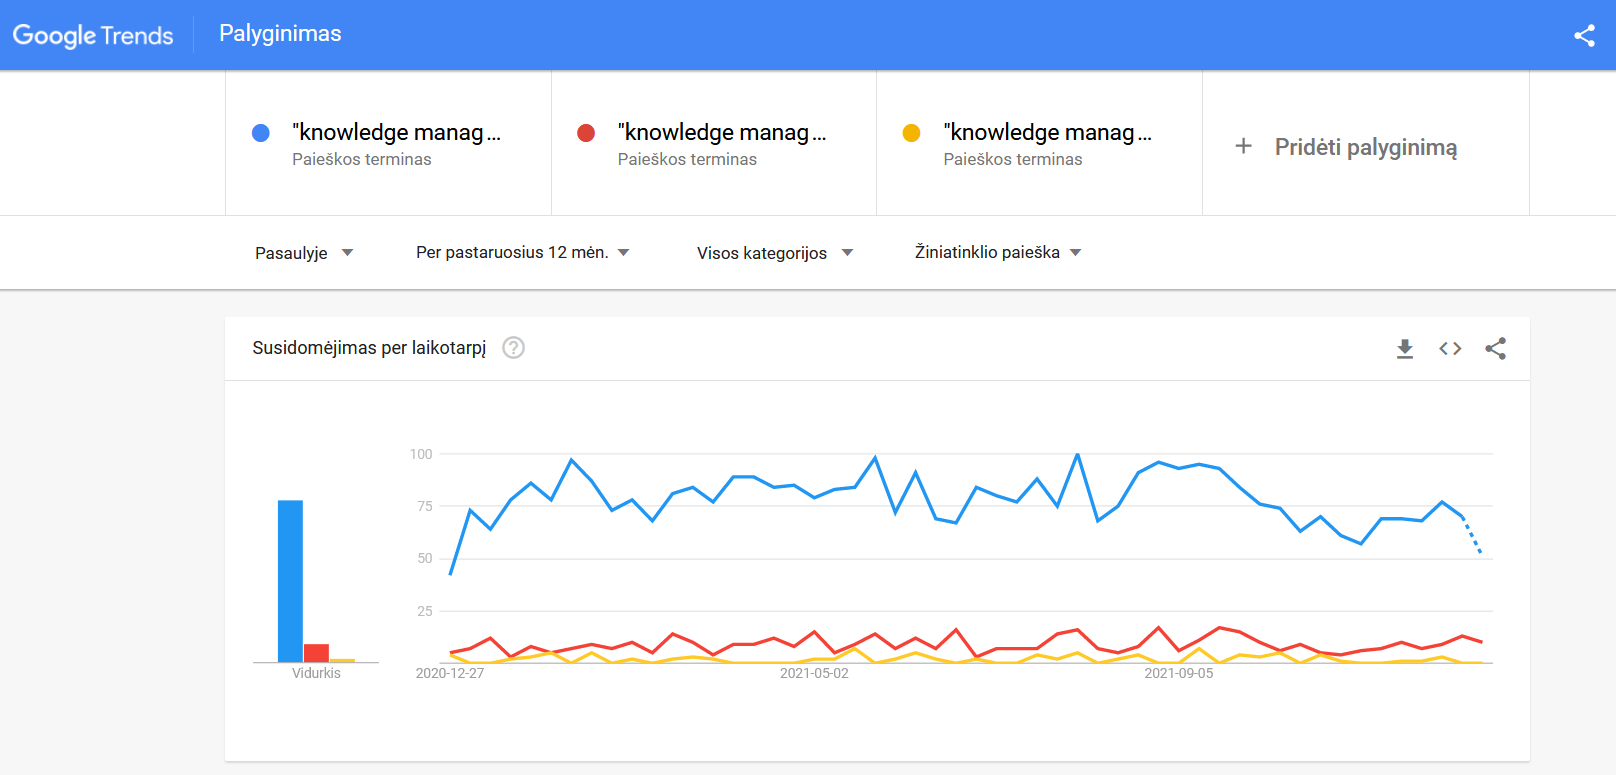 Google Trends
Palyginimas
"knowledge manag...
Paieškos terminas
"knowledge manag...
Paieškos terminas
"knowledge manag...
Paieškos terminas
+ Pridėti palyginimą
Pasaulyje
Per pastaruosius 12 mėn.
Visos kategorijos
Žiniatinklio paieška
Susidomėjimas per laikotarpį ?
100
75
50
25
Vidurkis
2020-12-27
2021-05-02
2021-09-05